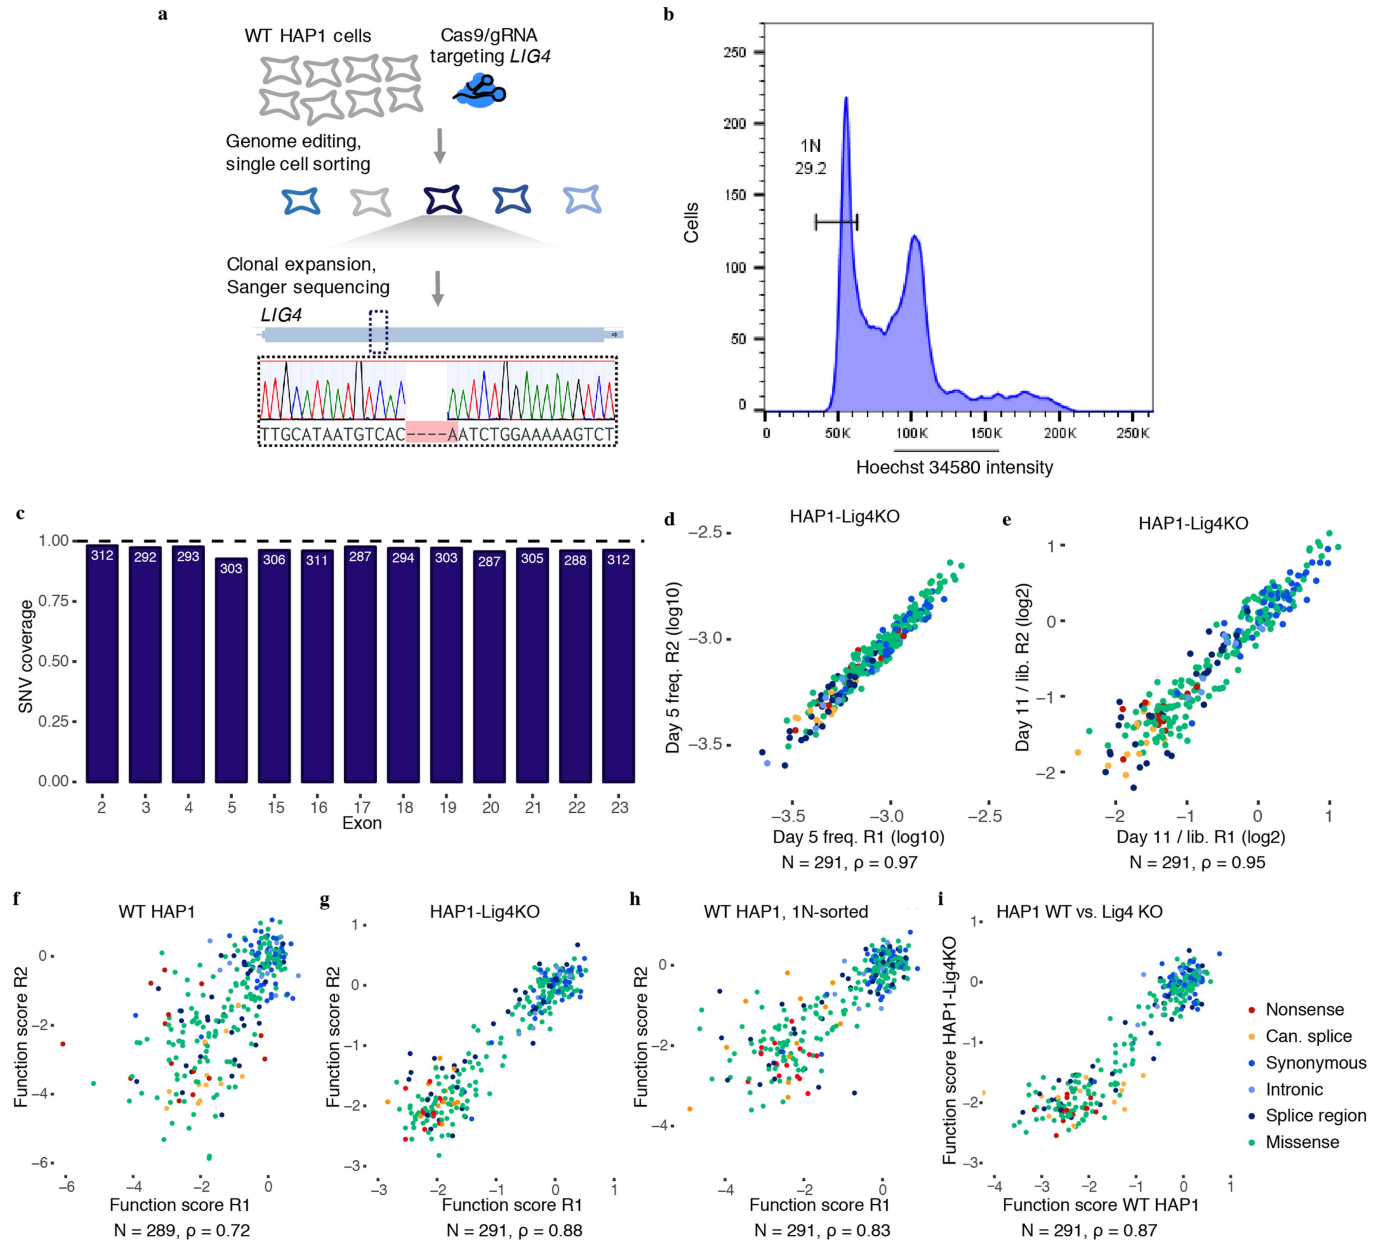 a
WT HAP1 cells
Cas9/gRNA
targeting LIG4
Genome editing,
single cell sorting
Clonal expansion,
Sanger sequencing
LIG4
TTGCATAATGTCAC----AATCTGGAAAAAGTCT
b
250
200
150
100
50
0
Cells
1N
29.2
0 50K 100K 150K 200K 250K
Hoechst 34580 intensity
c
SNV coverage
1.00
0.75
0.50
0.25
0.00
312 292 293 303 306 311 287 294 303 287 305 288 312
2 3 4 5 15 16 17 18 19 20 21 22 23
Exon
d
HAP1-Lig4KO
Day 5 freq. R2 (log10)
−2.5
−3.0
−3.5
−3.5 −3.0 −2.5
Day 5 freq. R1 (log10)
N = 291, ρ = 0.97
e
HAP1-Lig4KO
Day 11 / lib. R2 (log2)
1
0
−1
−2
−2 −1 0 1
Day 11 / lib. R1 (log2)
N = 291, ρ = 0.95
f
WT HAP1
Function score R2
0
−2
−4
−6
−6 −4 −2 0
Function score R1
N = 289, ρ = 0.72
g
HAP1-Lig4KO
Function score R2
1
0
−1
−2
−3
−3 −2 −1 0 1
Function score R1
N = 291, ρ = 0.88
h
WT HAP1, 1N-sorted
Function score R2
0
−2
−4
−4 −2 0
Function score R1
N = 291, ρ = 0.83
i
HAP1 WT vs. Lig4 KO
Function score HAP1-Lig4KO
1
0
−1
−2
−3
−4 −3 −2 −1 0 1
Function score WT HAP1
N = 291, ρ = 0.87
Nonsense
Can. splice
Synonymous
Intronic
Splice region
Missense